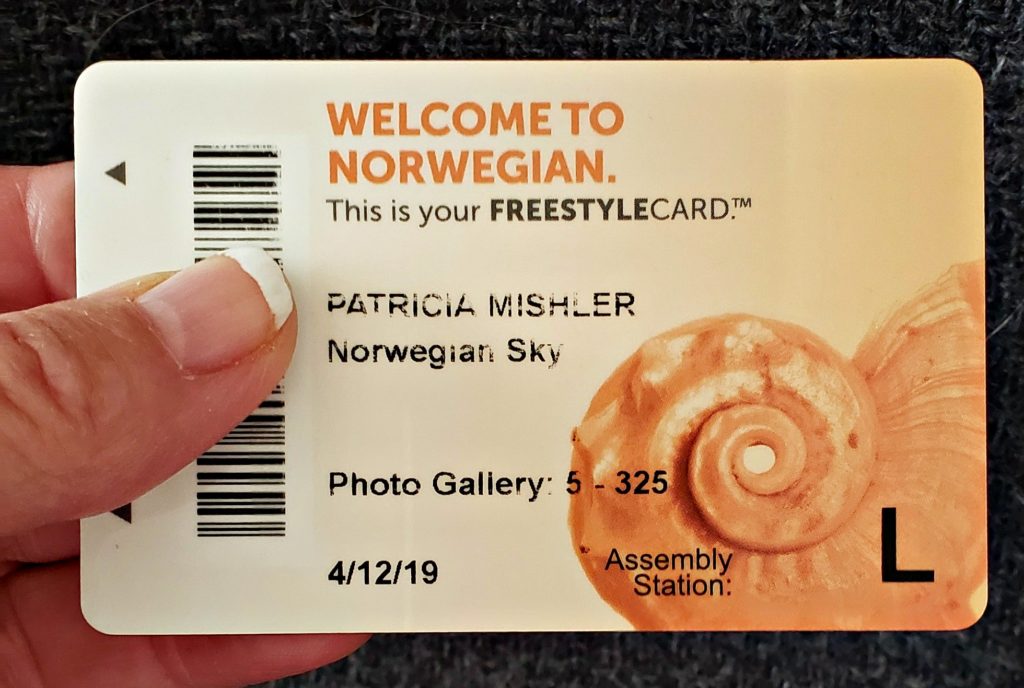 WELCOME TO
NORWEGIAN.
This is your FREESTYLECARD.™
PATRICIA MISHLER
Norwegian Sky
Photo Gallery: 5 - 325
4/12/19
Assembly
Station:
L